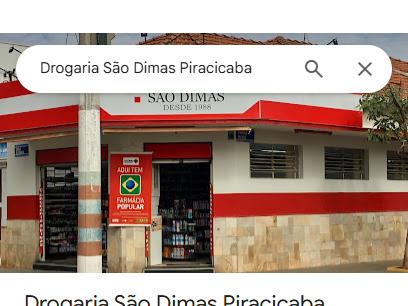 Drogaria São Dimas Piracicaba
SÃO DIMAS
DESDE 1988
AQUI TEM
FARMÁCIA
POPULAR
Drogaria São Dimas Piracicaba